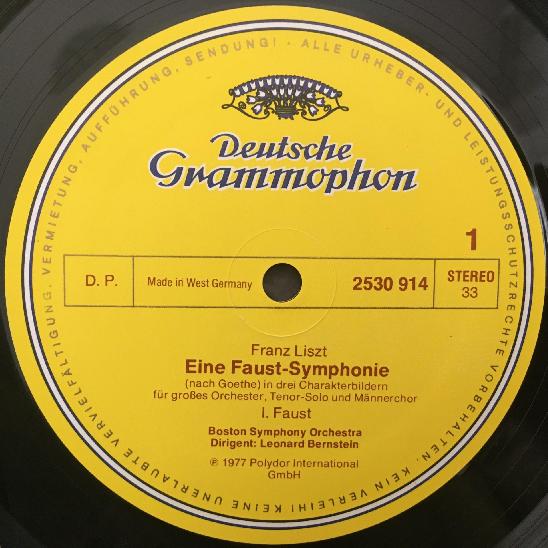 VERVIELFÄLTIGUNG, VERMIETUNG, AUFFÜHRUNG, SENDUNG! · ALLE URHEBER- UND LEISTUNGSSCHUTZRECHTE VORBEHALTEN. KEIN VERLEIH! KEINE UNERLAUBTE
Deutsche
Grammophon
1
D. P.
Made in West Germany
2530 914
STEREO
33
Franz Liszt
Eine Faust-Symphonie
(nach Goethe) in drei Charakterbildern
für großes Orchester, Tenor-Solo und Männerchor
I. Faust
Boston Symphony Orchestra
Dirigent: Leonard Bernstein
℗ 1977 Polydor International
GmbH